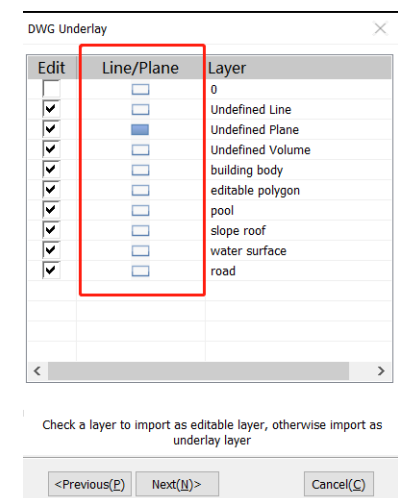 DWG Underlay
Edit Line/Plane Layer
0
Undefined Line
Undefined Plane
Undefined Volume
building body
editable polygon
pool
slope roof
water surface
road
Check a layer to import as editable layer, otherwise import as
underlay layer
<Previous(P) Next(N)> Cancel(C)